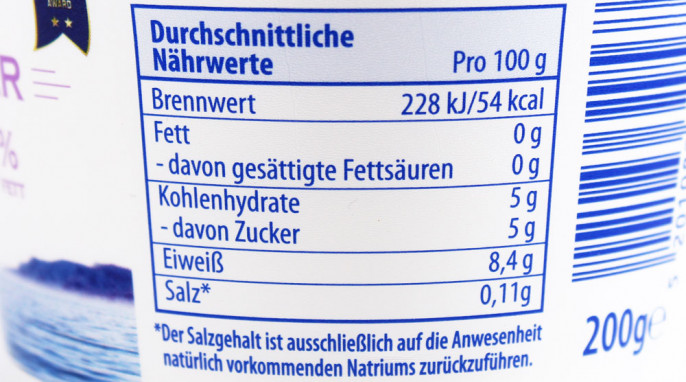 AWARD
R
%
FETT
Durchschnittliche
Nährwerte Pro 100 g
Brennwert 228 kJ/54 kcal
Fett 0 g
- davon gesättigte Fettsäuren 0 g
Kohlenhydrate 5 g
- davon Zucker 5 g
Eiweiß 8,4 g
Salz* 0,11g
*Der Salzgehalt ist ausschließlich auf die Anwesenheit
natürlich vorkommenden Natriums zurückzuführen.
200g